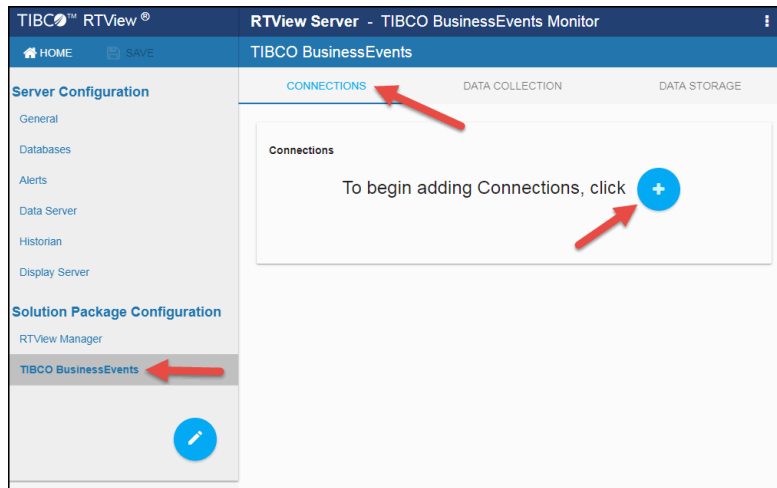 TIBCO™ RTView ®
RTView Server - TIBCO BusinessEvents Monitor
HOME
SAVE
TIBCO BusinessEvents
Server Configuration
General
Databases
Alerts
Data Server
Historian
Display Server
Solution Package Configuration
RTView Manager
TIBCO BusinessEvents
CONNECTIONS
DATA COLLECTION
DATA STORAGE
Connections
To begin adding Connections, click